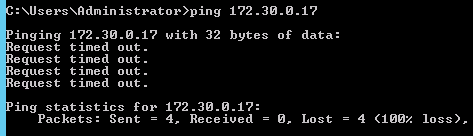 C:\Users\Administrator>ping 172.30.0.17
Pinging 172.30.0.17 with 32 bytes of data:
Request timed out.
Request timed out.
Request timed out.
Request timed out.
Ping statistics for 172.30.0.17:
    Packets: Sent = 4, Received = 0, Lost = 4 (100% loss),